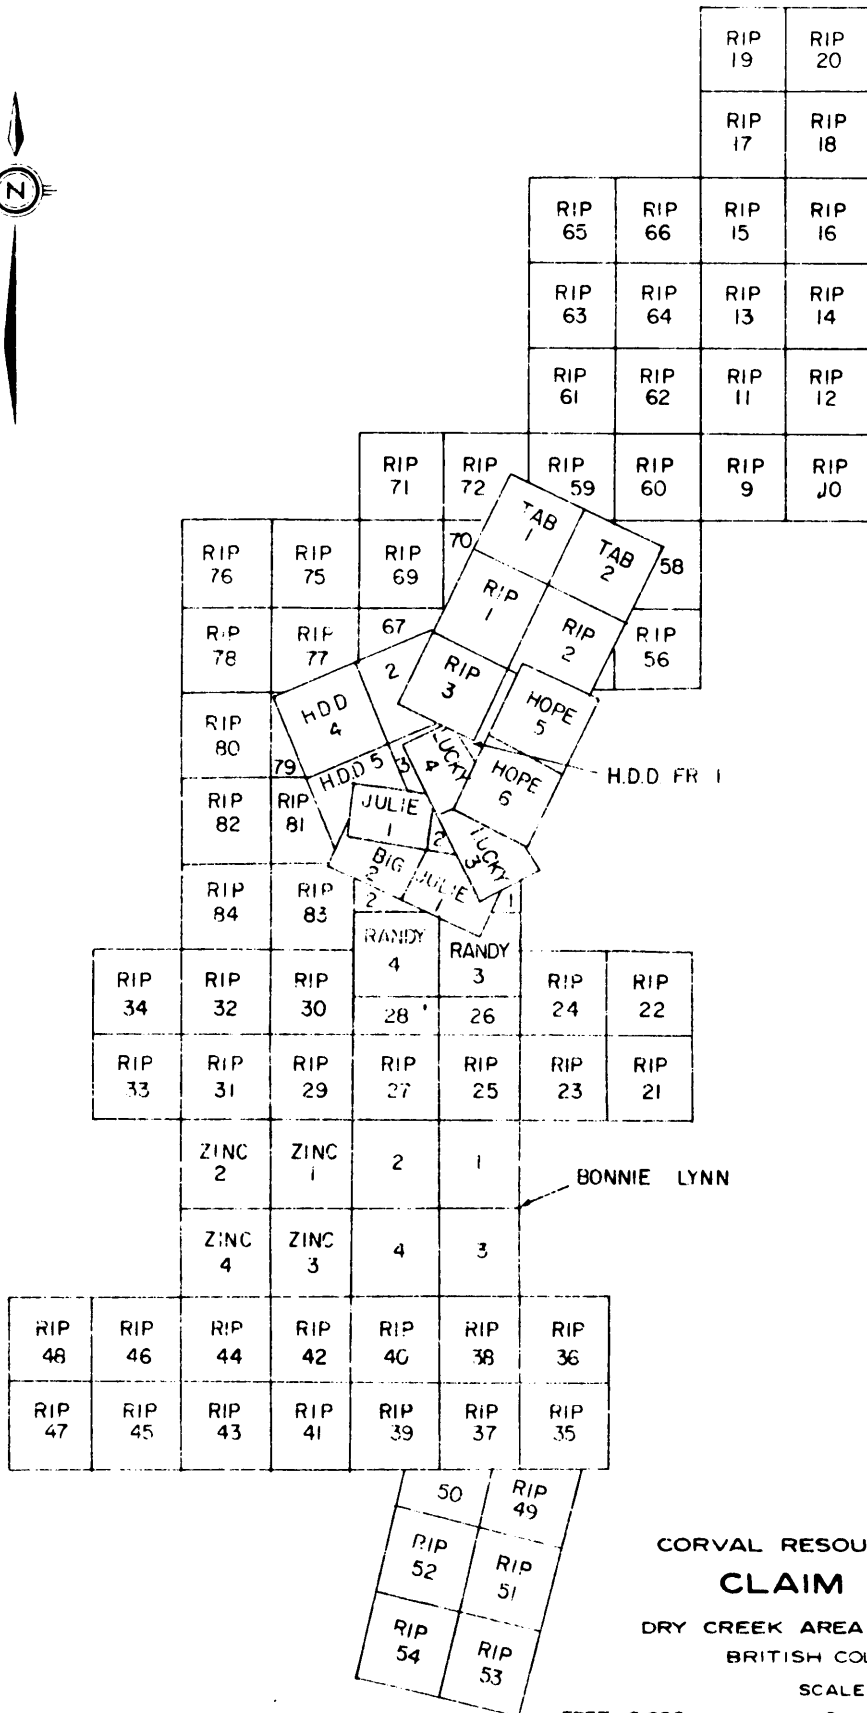 RIP 19
RIP 20
RIP 17
RIP 18
N
RIP 65
RIP 66
RIP 15
RIP 16
RIP 63
RIP 64
RIP 13
RIP 14
RIP 61
RIP 62
RIP 11
RIP 12
RIP 71
RIP 72
RIP 59
RIP 60
RIP 9
RIP 10
TAB 1
TAB 2
58
RIP 76
RIP 75
RIP 69
70
RIP 1
RIP 2
RIP 56
RIP 78
RIP 77
67
2
RIP 3
HDD 4
HOPE 5
RIP 80
79
H.D.D 5
3
LUCKY 4
HOPE 6
H.D.D FR 1
RIP 82
RIP 81
JULIE 1
2
LUCKY 3
BIG 2
JULIE 1
RIP 84
RIP 83
2
1
RANDY 4
RANDY 3
RIP 34
RIP 32
RIP 30
28
26
RIP 24
RIP 22
RIP 33
RIP 31
RIP 29
RIP 27
RIP 25
RIP 23
RIP 21
ZINC 2
ZINC 1
2
1
BONNIE LYNN
ZINC 4
ZINC 3
4
3
RIP 48
RIP 46
RIP 44
RIP 42
RIP 40
RIP 38
RIP 36
RIP 47
RIP 45
RIP 43
RIP 41
RIP 39
RIP 37
RIP 35
50
RIP 49
RIP 52
RIP 51
RIP 54
RIP 53
CORVAL RESOU
CLAIM
DRY CREEK AREA
BRITISH COL
SCALE